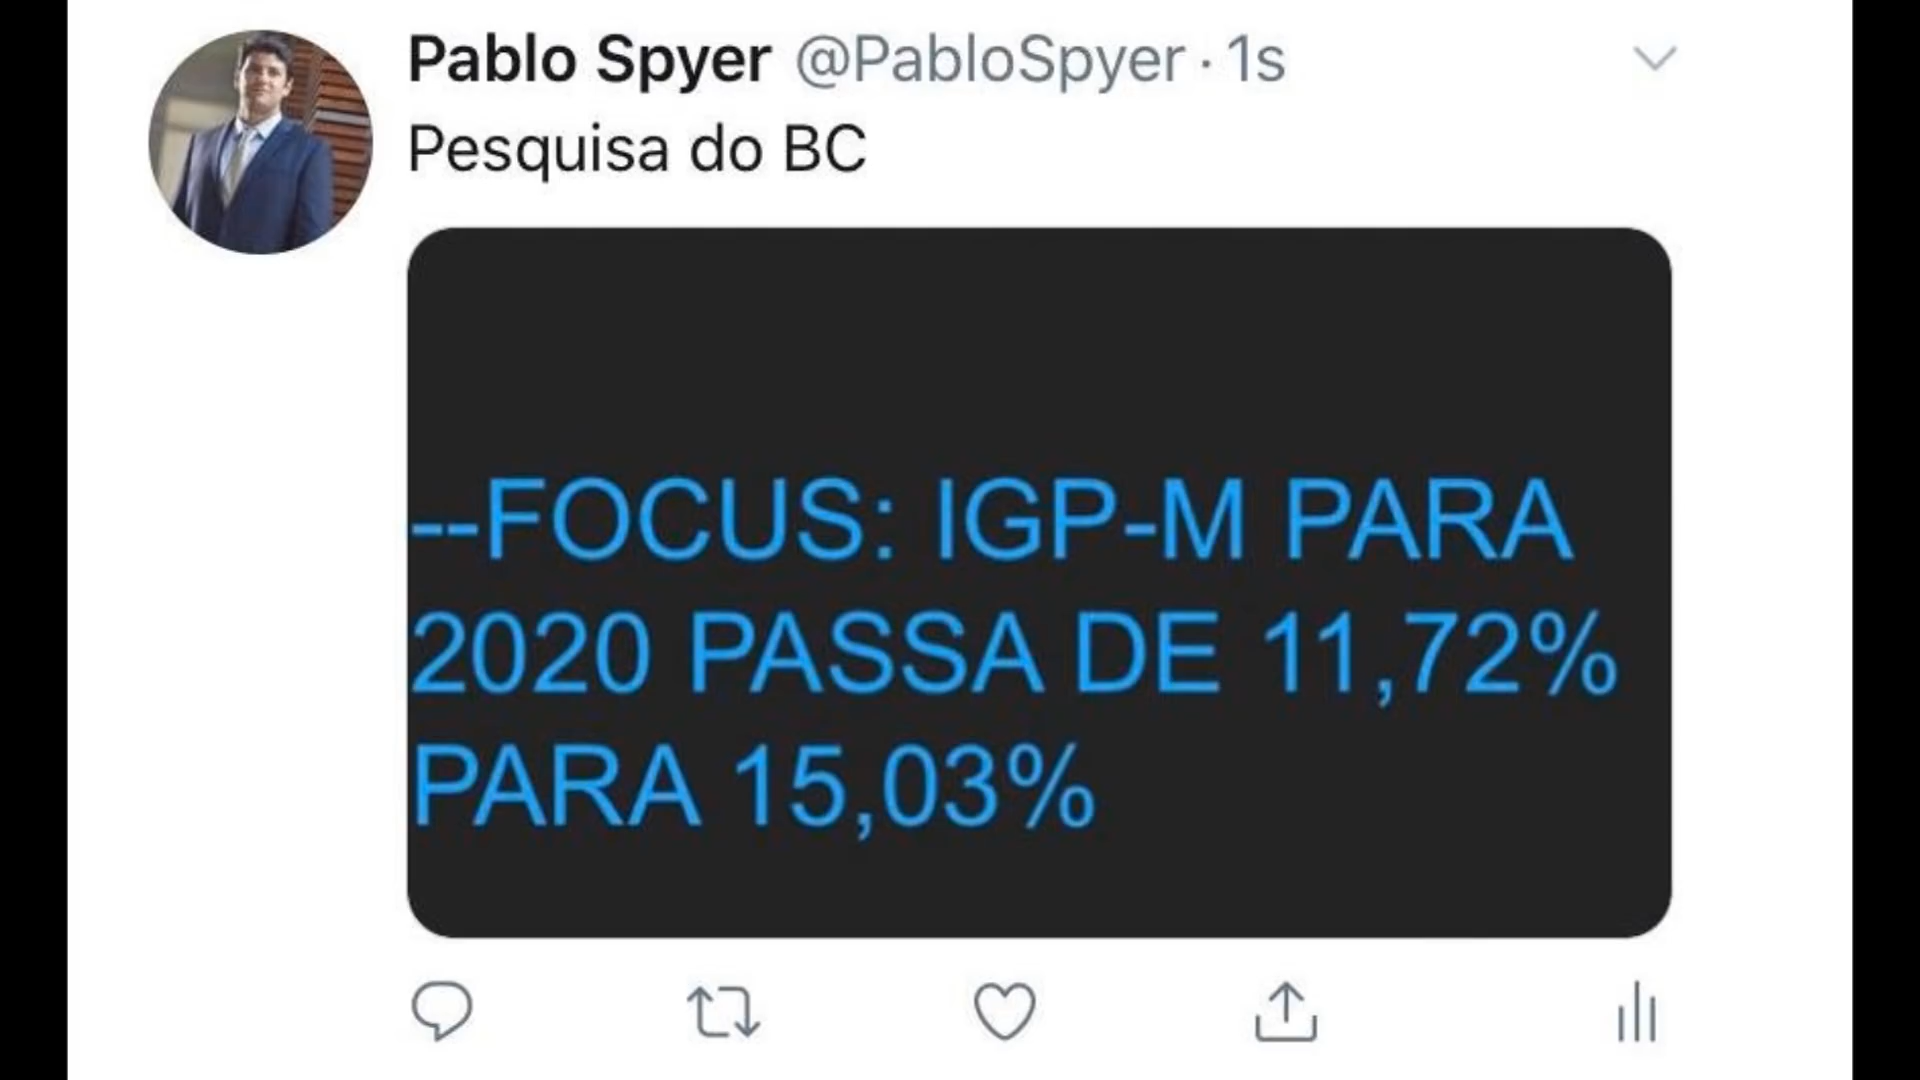 Pablo Spyer @PabloSpyer · 1s
Pesquisa do BC
--FOCUS: IGP-M PARA
2020 PASSA DE 11,72%
PARA 15,03%